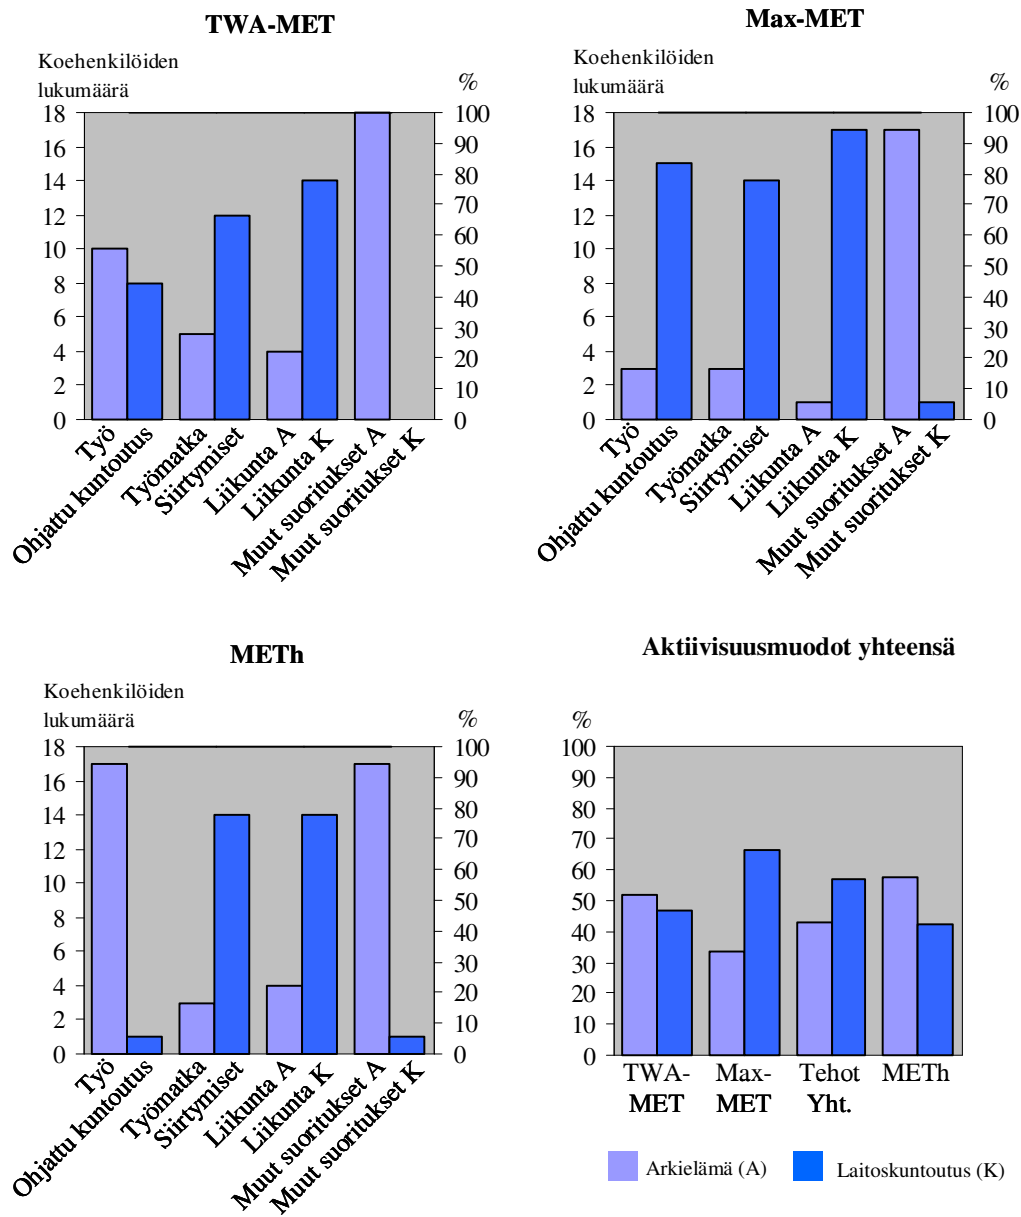 TWA-MET
Koehenkilöiden
lukumäärä
%
18
16
14
12
10
8
6
4
2
0
100
90
80
70
60
50
40
30
20
10
0
Työ
Ohjattu kuntoutus
Työmatka
Siirtymiset
Liikunta A
Liikunta K
Muut suoritukset A
Muut suoritukset K
Max-MET
Koehenkilöiden
lukumäärä
%
18
16
14
12
10
8
6
4
2
0
100
90
80
70
60
50
40
30
20
10
0
Työ
Ohjattu kuntoutus
Työmatka
Siirtymiset
Liikunta A
Liikunta K
Muut suoritukset A
Muut suoritukset K
METh
Koehenkilöiden
lukumäärä
%
18
16
14
12
10
8
6
4
2
0
100
90
80
70
60
50
40
30
20
10
0
Työ
Ohjattu kuntoutus
Työmatka
Siirtymiset
Liikunta A
Liikunta K
Muut suoritukset A
Muut suoritukset K
Aktiivisuusmuodot yhteensä
%
100
90
80
70
60
50
40
30
20
10
0
TWA-
MET
Max-
MET
Tehot
Yht.
METh
Arkielämä (A)
Laitoskuntoutus (K)